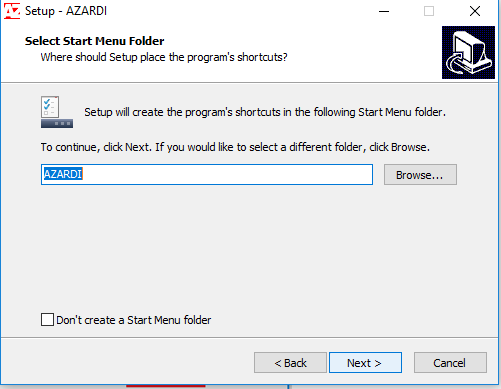 Setup - AZARDI
Select Start Menu Folder
Where should Setup place the program's shortcuts?
Setup will create the program's shortcuts in the following Start Menu folder.
To continue, click Next. If you would like to select a different folder, click Browse.
AZARDI
Browse...
Don't create a Start Menu folder
< Back
Next >
Cancel